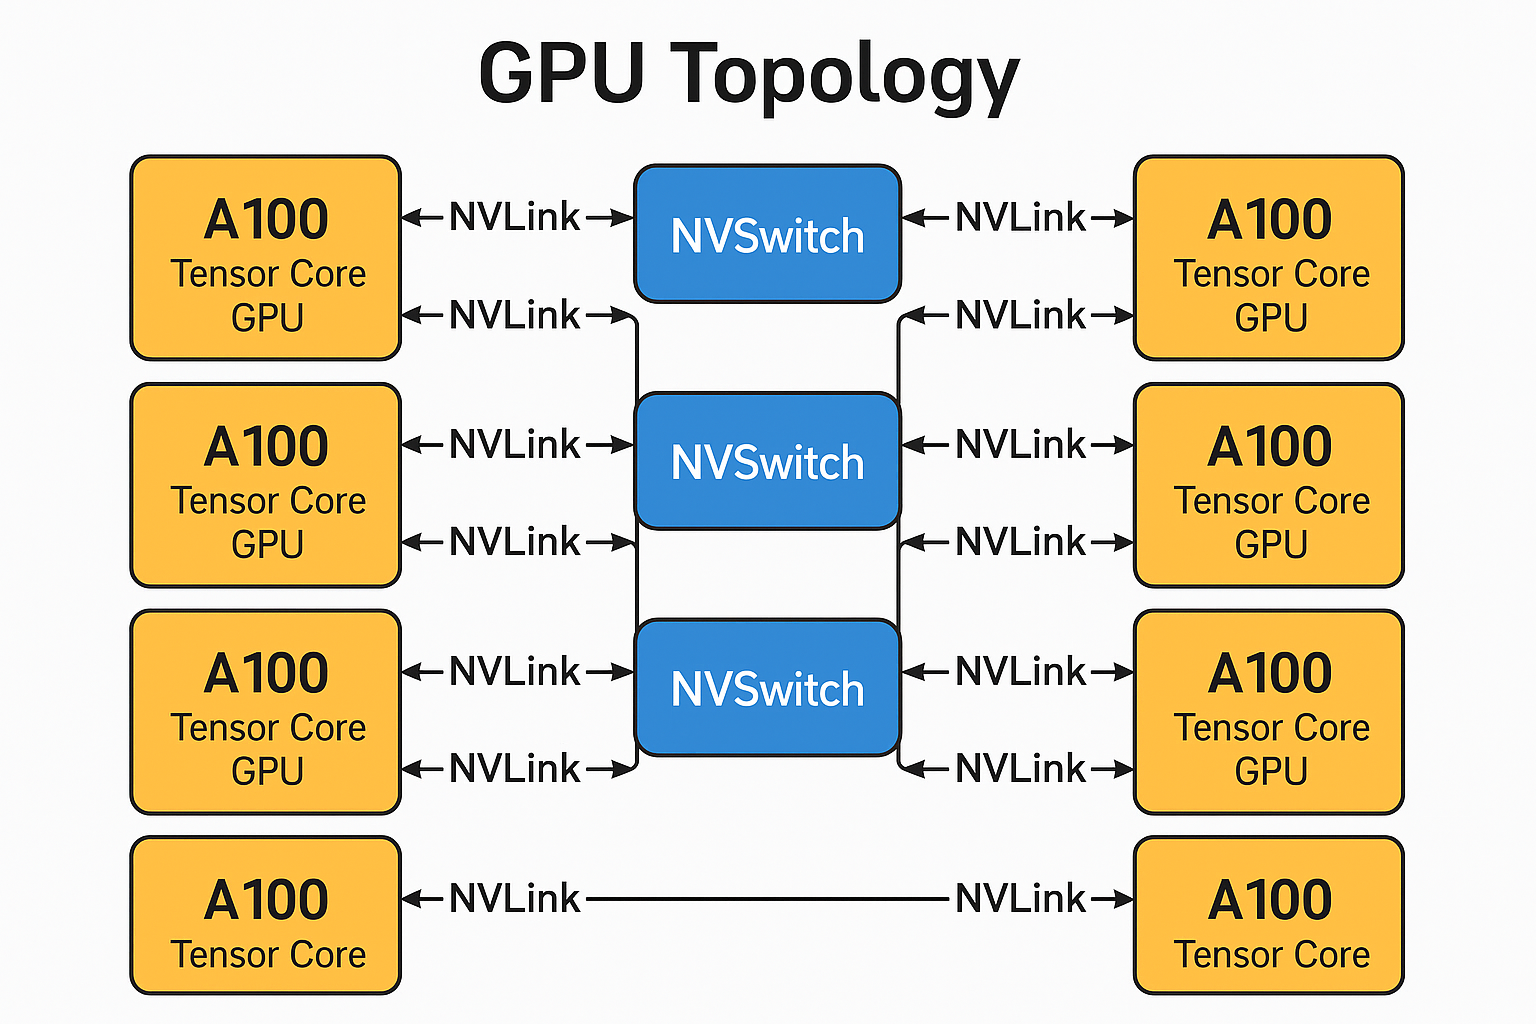 GPU Topology
A100
Tensor Core
GPU
NVLink
NVLink
NVSwitch
NVLink
NVLink
A100
Tensor Core
GPU
A100
Tensor Core
GPU
NVLink
NVLink
NVSwitch
NVLink
NVLink
A100
Tensor Core
GPU
A100
Tensor Core
GPU
NVLink
NVLink
NVSwitch
NVLink
NVLink
A100
Tensor Core
GPU
A100
Tensor Core
NVLink
NVLink
A100
Tensor Core